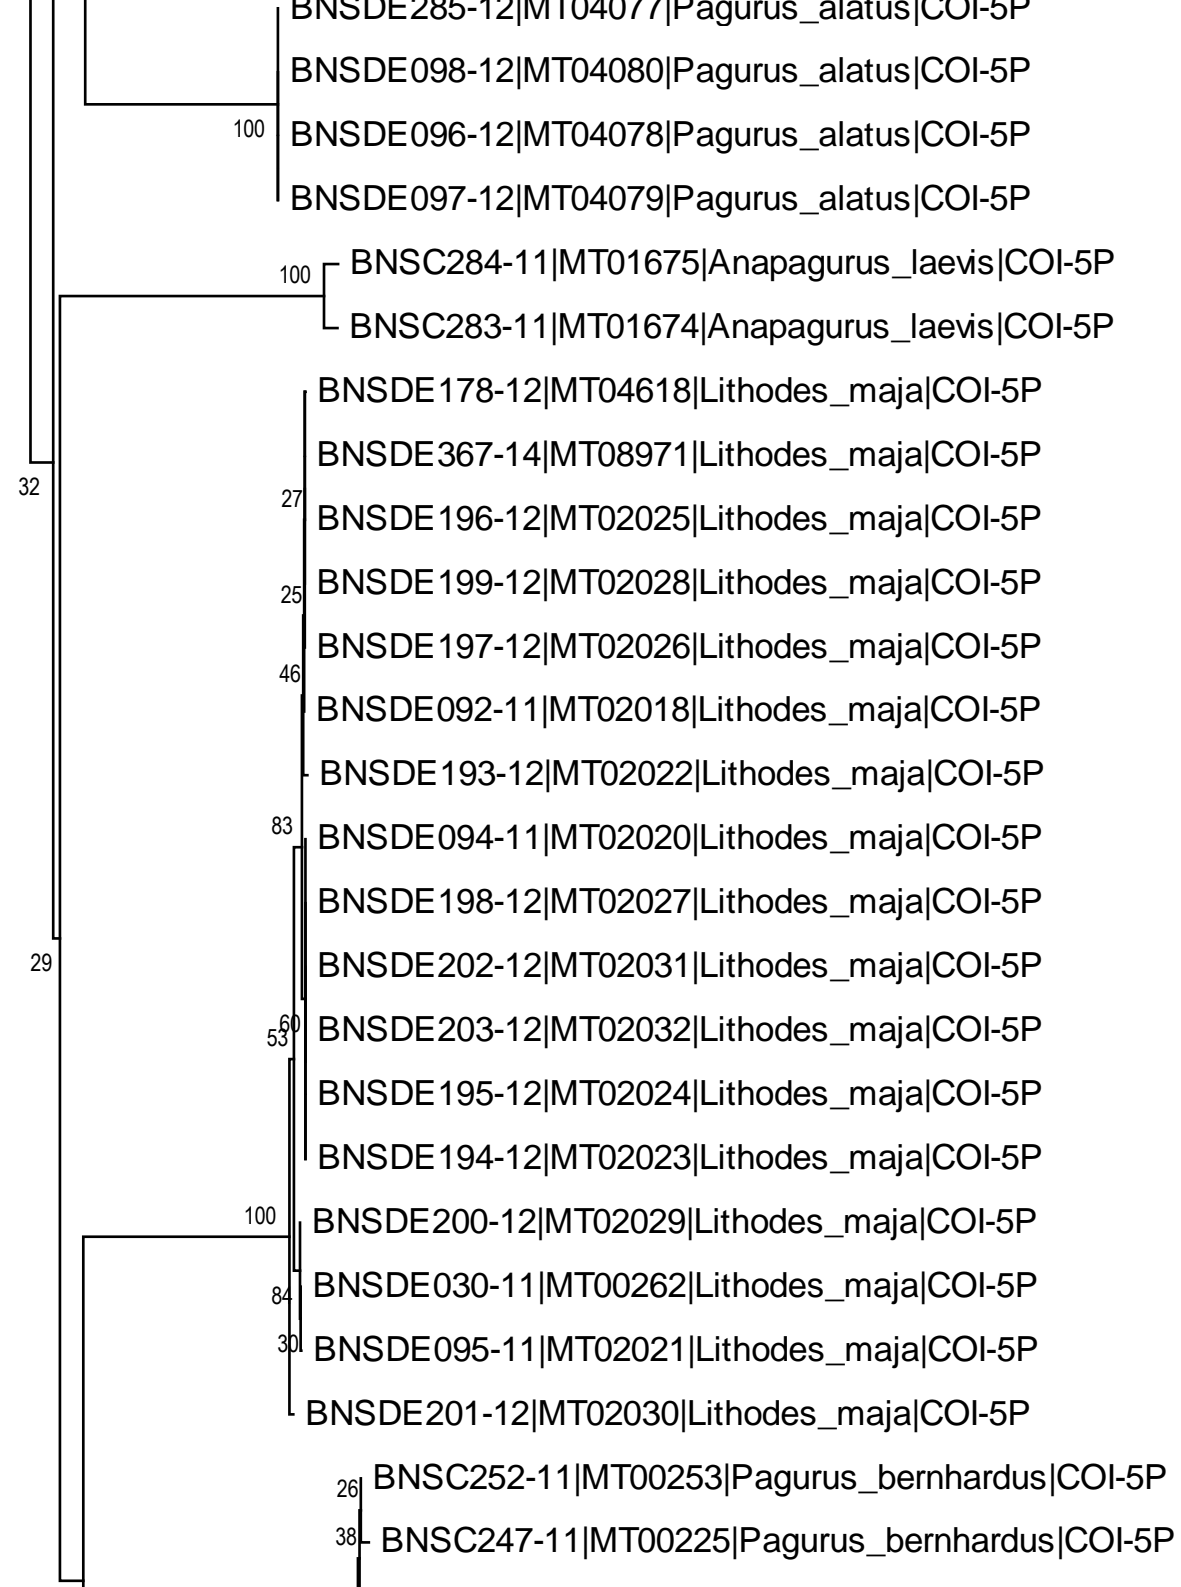 BNSDE285-12|MT04077|Pagurus_alatus|COI-5P
BNSDE098-12|MT04080|Pagurus_alatus|COI-5P
100
BNSDE096-12|MT04078|Pagurus_alatus|COI-5P
BNSDE097-12|MT04079|Pagurus_alatus|COI-5P
BNSC284-11|MT01675|Anapagurus_laevis|COI-5P
100
BNSC283-11|MT01674|Anapagurus_laevis|COI-5P
BNSDE178-12|MT04618|Lithodes_maja|COI-5P
BNSDE367-14|MT08971|Lithodes_maja|COI-5P
32
27
BNSDE196-12|MT02025|Lithodes_maja|COI-5P
BNSDE199-12|MT02028|Lithodes_maja|COI-5P
25
BNSDE197-12|MT02026|Lithodes_maja|COI-5P
46
BNSDE092-11|MT02018|Lithodes_maja|COI-5P
BNSDE193-12|MT02022|Lithodes_maja|COI-5P
83
BNSDE094-11|MT02020|Lithodes_maja|COI-5P
BNSDE198-12|MT02027|Lithodes_maja|COI-5P
29
BNSDE202-12|MT02031|Lithodes_maja|COI-5P
60
BNSDE203-12|MT02032|Lithodes_maja|COI-5P
53
BNSDE195-12|MT02024|Lithodes_maja|COI-5P
BNSDE194-12|MT02023|Lithodes_maja|COI-5P
100
BNSDE200-12|MT02029|Lithodes_maja|COI-5P
BNSDE030-11|MT00262|Lithodes_maja|COI-5P
84
30
BNSDE095-11|MT02021|Lithodes_maja|COI-5P
BNSDE201-12|MT02030|Lithodes_maja|COI-5P
BNSC252-11|MT00253|Pagurus_bernhardus|COI-5P
26
38
BNSC247-11|MT00225|Pagurus_bernhardus|COI-5P